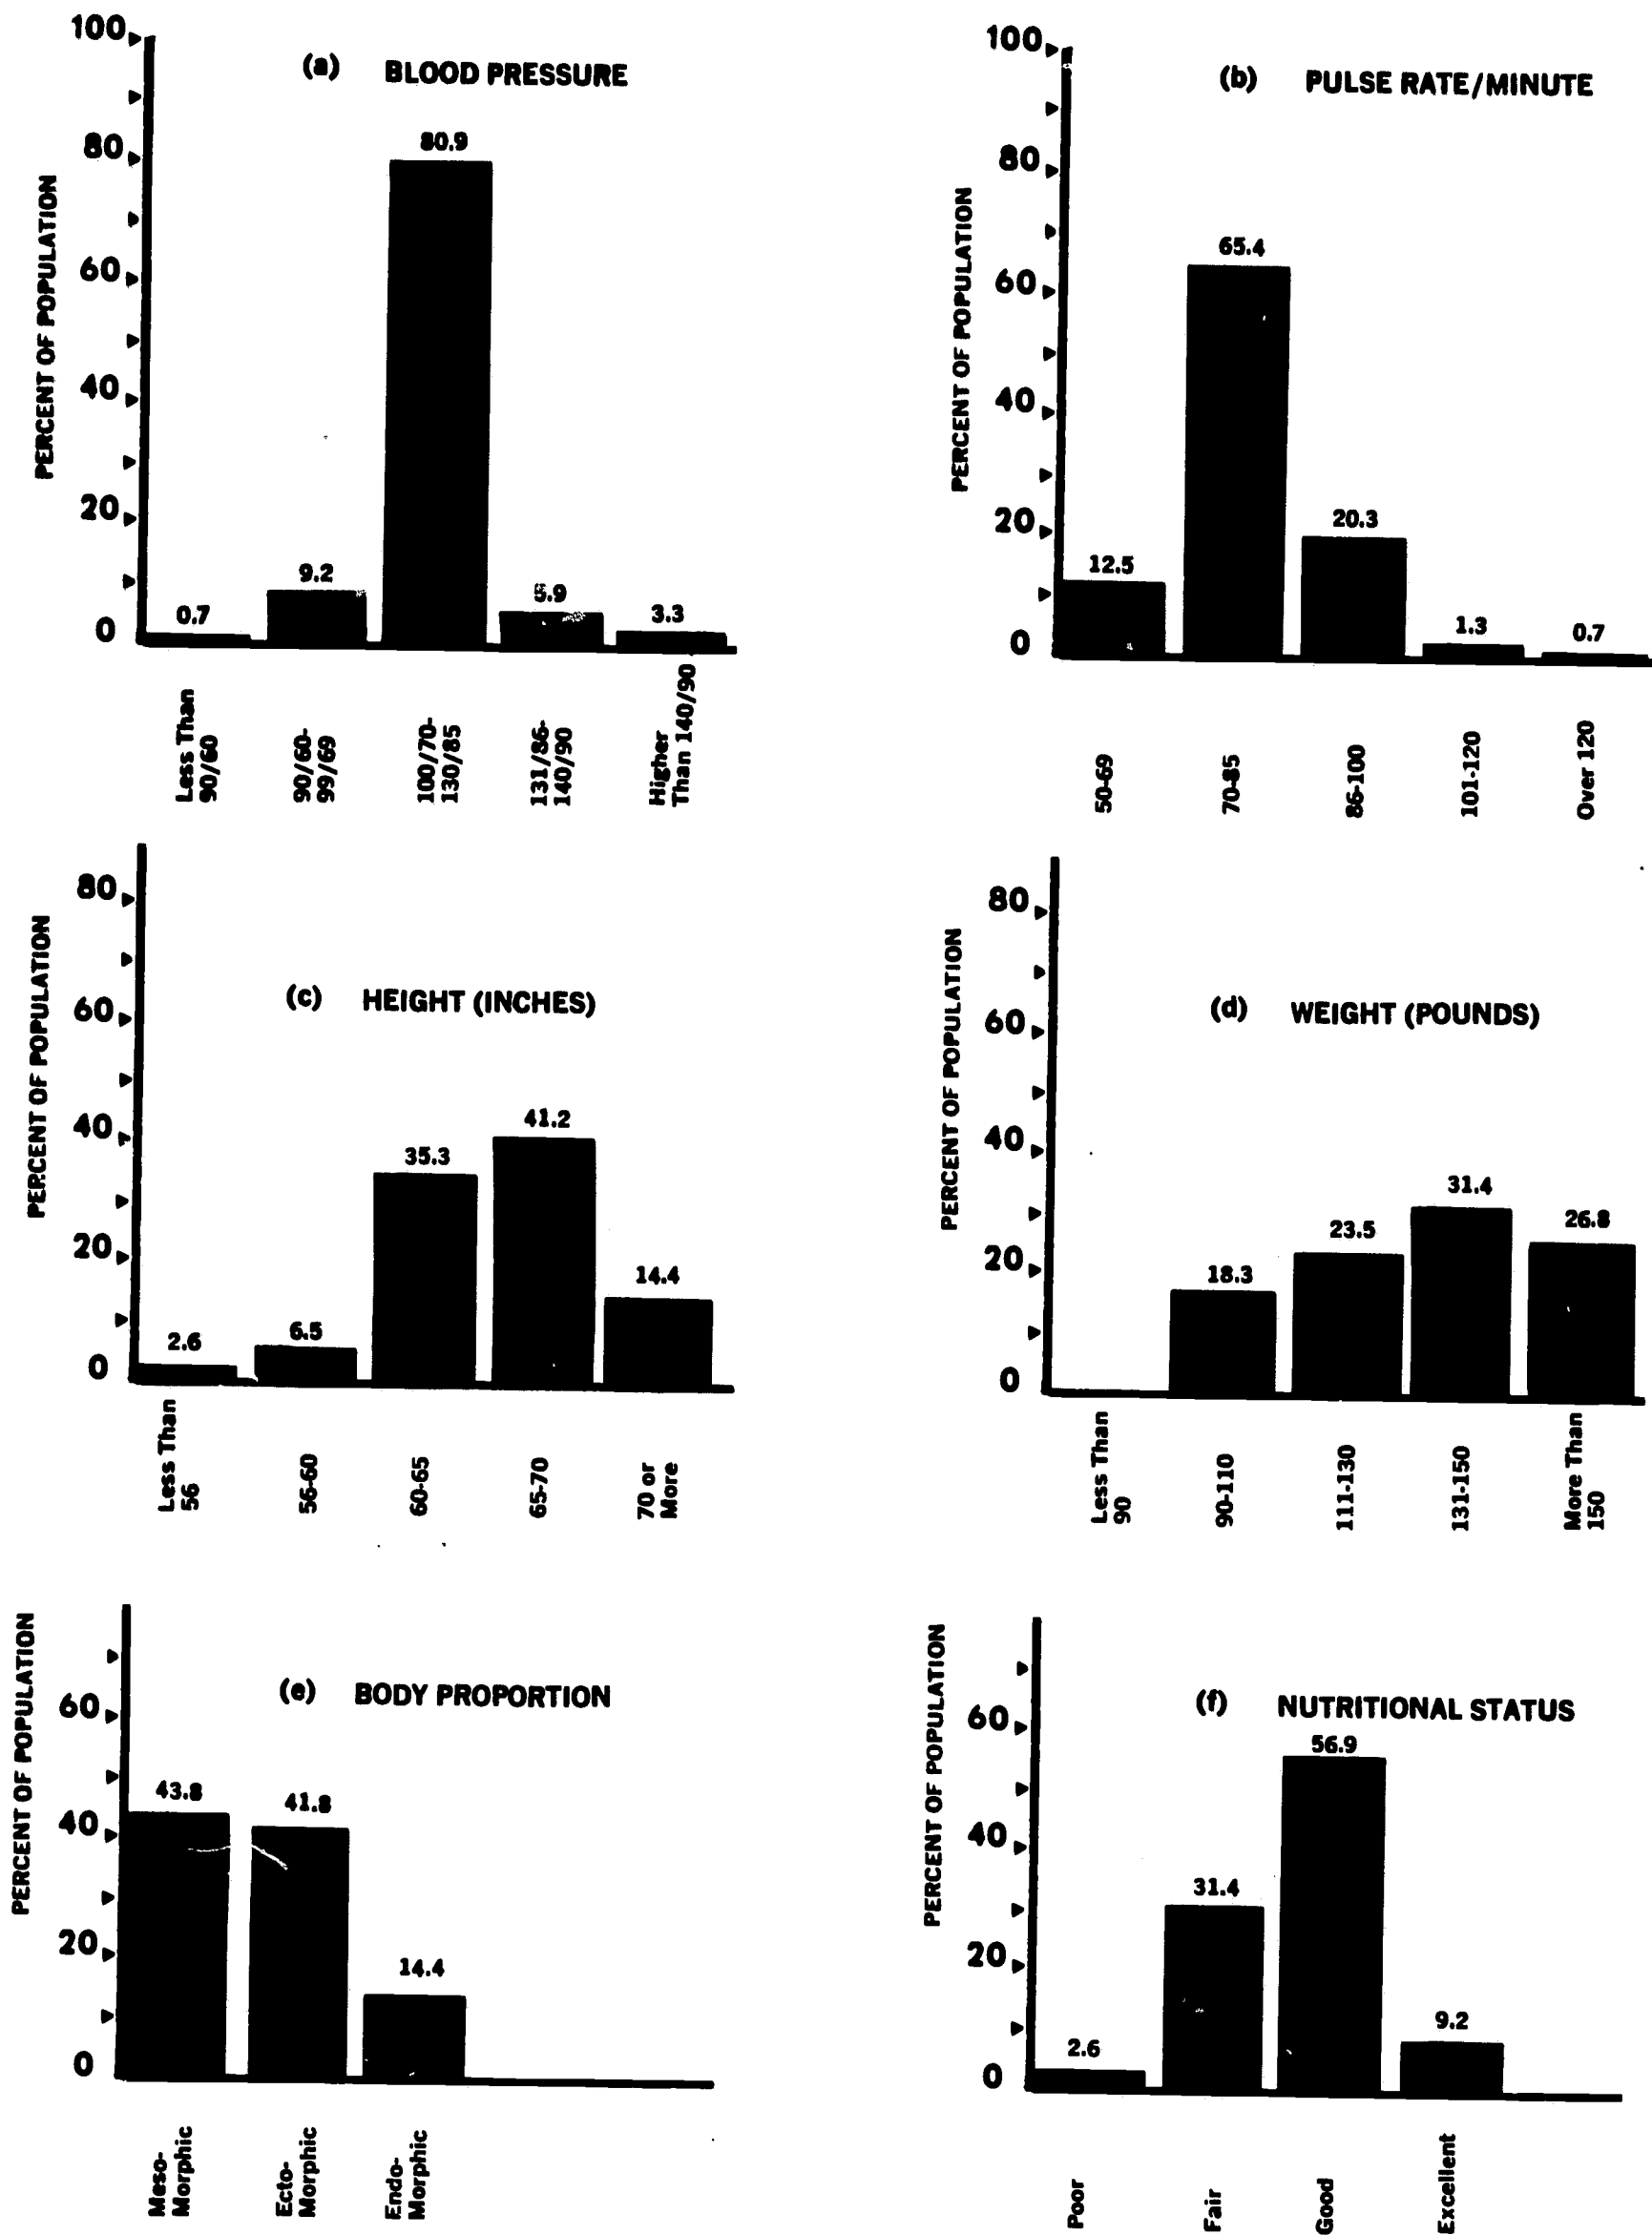 (a) BLOOD PRESSURE
PERCENT OF POPULATION
100
80
60
40
20
0
0.7
9.2
80.9
5.9
3.3
Less Than
90/60
90/60-
99/69
100/70-
130/85
131/86-
140/90
Higher
Than 140/90
(b) PULSE RATE/MINUTE
PERCENT OF POPULATION
100
80
60
40
20
0
12.5
65.4
20.3
1.3
0.7
50-69
70-85
86-100
101-120
Over 120
(c) HEIGHT (INCHES)
PERCENT OF POPULATION
80
60
40
20
0
2.6
6.5
35.3
41.2
14.4
Less Than
56
56-60
60-65
65-70
70 or
More
(d) WEIGHT (POUNDS)
PERCENT OF POPULATION
80
60
40
20
0
18.3
23.5
31.4
26.8
Less Than
90
90-110
111-130
131-150
More Than
150
(e) BODY PROPORTION
PERCENT OF POPULATION
60
40
20
0
43.8
41.8
14.4
Meso-
Morphic
Ecto-
Morphic
Endo-
Morphic
(f) NUTRITIONAL STATUS
PERCENT OF POPULATION
60
40
20
0
2.6
31.4
56.9
9.2
Poor
Fair
Good
Excellent